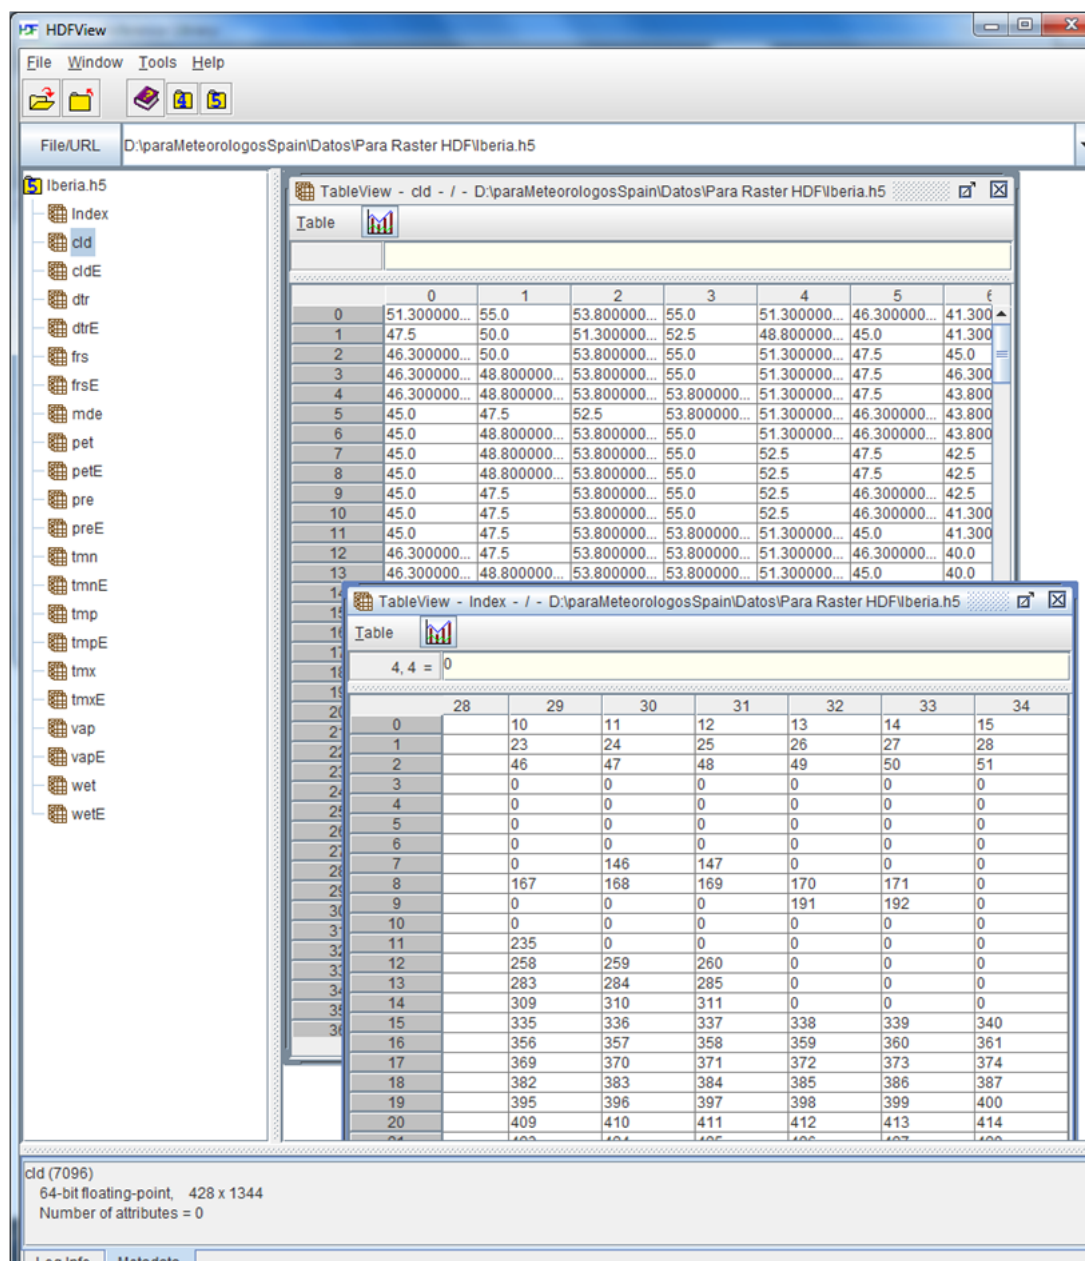 HDFView
File Window Tools Help
File/URL D:\paraMeteorologosSpain\Datos\Para Raster HDF\Iberia.h5
Iberia.h5
Index
cld
cldE
dtr
dtrE
frs
frsE
mde
pet
petE
pre
preE
tmn
tmnE
tmp
tmpE
tmx
tmxE
vap
vapE
wet
wetE
TableView - cld - / - D:\paraMeteorologosSpain\Datos\Para Raster HDF\Iberia.h5
Table
0 1 2 3 4 5
0 51.300000... 55.0 53.800000... 55.0 51.300000... 46.300000... 41.300
1 47.5 50.0 51.300000... 52.5 48.800000... 45.0 41.300
2 46.300000... 50.0 53.800000... 55.0 51.300000... 47.5 45.0
3 46.300000... 48.800000... 53.800000... 55.0 51.300000... 47.5 46.300
4 46.300000... 48.800000... 53.800000... 53.800000... 51.300000... 47.5 43.800
5 45.0 47.5 52.5 53.800000... 51.300000... 46.300000... 43.800
6 45.0 48.800000... 53.800000... 55.0 51.300000... 46.300000... 43.800
7 45.0 48.800000... 53.800000... 55.0 52.5 47.5 42.5
8 45.0 48.800000... 53.800000... 55.0 52.5 47.5 42.5
9 45.0 47.5 53.800000... 55.0 52.5 46.300000... 42.5
10 45.0 47.5 53.800000... 55.0 52.5 46.300000... 41.300
11 45.0 47.5 53.800000... 53.800000... 51.300000... 45.0 41.300
12 46.300000... 47.5 53.800000... 53.800000... 51.300000... 46.300000... 40.0
13 46.300000... 48.800000... 53.800000... 53.800000... 51.300000... 45.0 40.0
TableView - Index - / - D:\paraMeteorologosSpain\Datos\Para Raster HDF\Iberia.h5
Table
4, 4 = 0
28 29 30 31 32 33 34
0 10 11 12 13 14 15
1 23 24 25 26 27 28
2 46 47 48 49 50 51
3 0 0 0 0 0 0
4 0 0 0 0 0 0
5 0 0 0 0 0 0
6 0 0 0 0 0 0
7 0 146 147 0 0 0
8 167 168 169 170 171 0
9 0 0 0 191 192 0
10 0 0 0 0 0 0
11 235 0 0 0 0 0
12 258 259 260 0 0 0
13 283 284 285 0 0 0
14 309 310 311 0 0 0
15 335 336 337 338 339 340
16 356 357 358 359 360 361
17 369 370 371 372 373 374
18 382 383 384 385 386 387
19 395 396 397 398 399 400
20 409 410 411 412 413 414
cld (7096)
64-bit floating-point, 428 x 1344
Number of attributes = 0